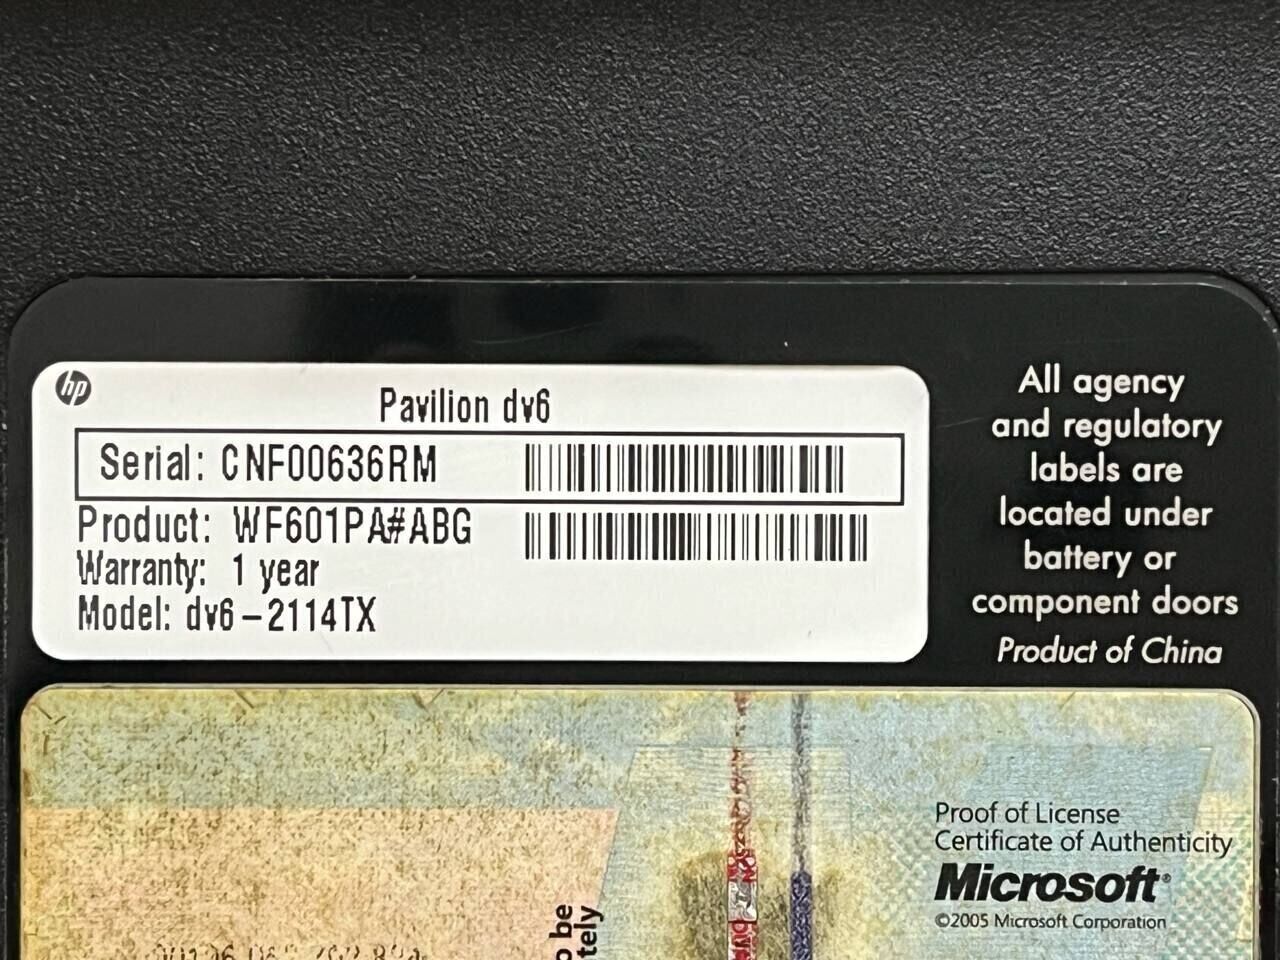 hp
Pavilion dv6
Serial: CNF00636RM
Product: WF601PA#ABG
Warranty: 1 year
Model: dv6-2114TX
All agency
and regulatory
labels are
located under
battery or
component doors
Product of China
Proof of License
Certificate of Authenticity
Microsoft®
©2005 Microsoft Corporation